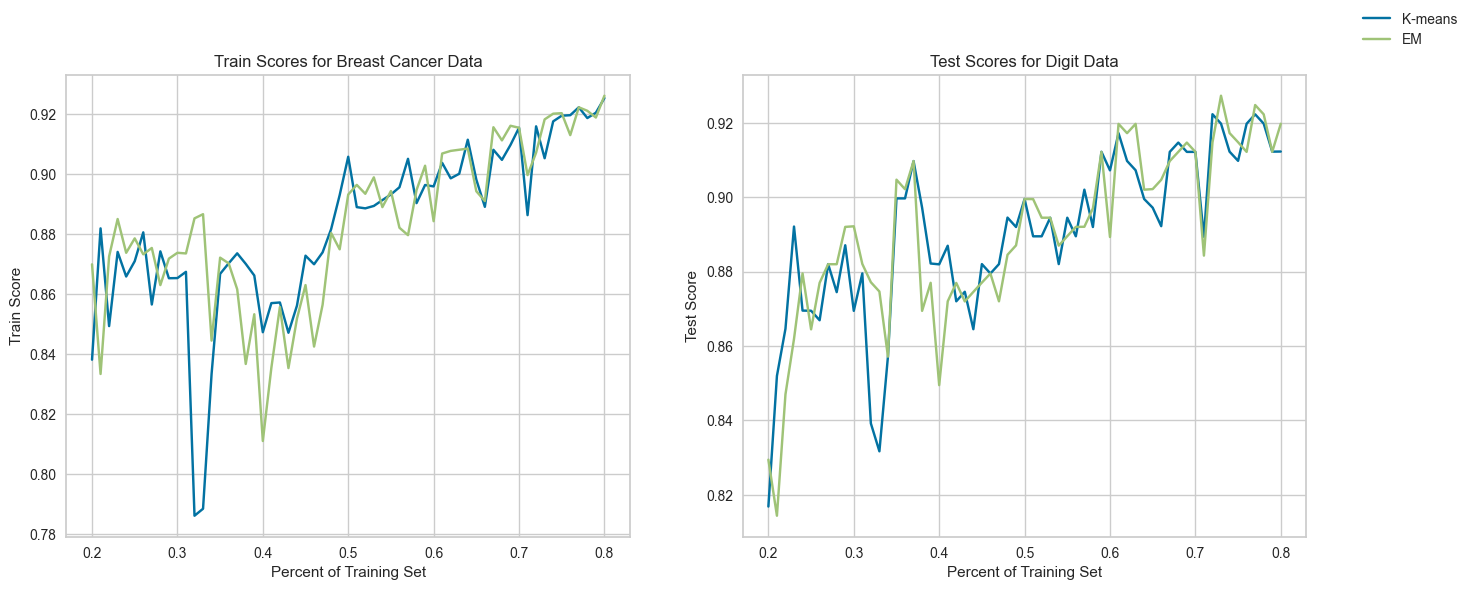 K-means
EM
Train Scores for Breast Cancer Data
0.92
0.90
0.88
0.86
0.84
0.82
0.80
0.78
Train Score
0.2 0.3 0.4 0.5 0.6 0.7 0.8
Percent of Training Set
Test Scores for Digit Data
0.92
0.90
0.88
0.86
0.84
0.82
Test Score
0.2 0.3 0.4 0.5 0.6 0.7 0.8
Percent of Training Set